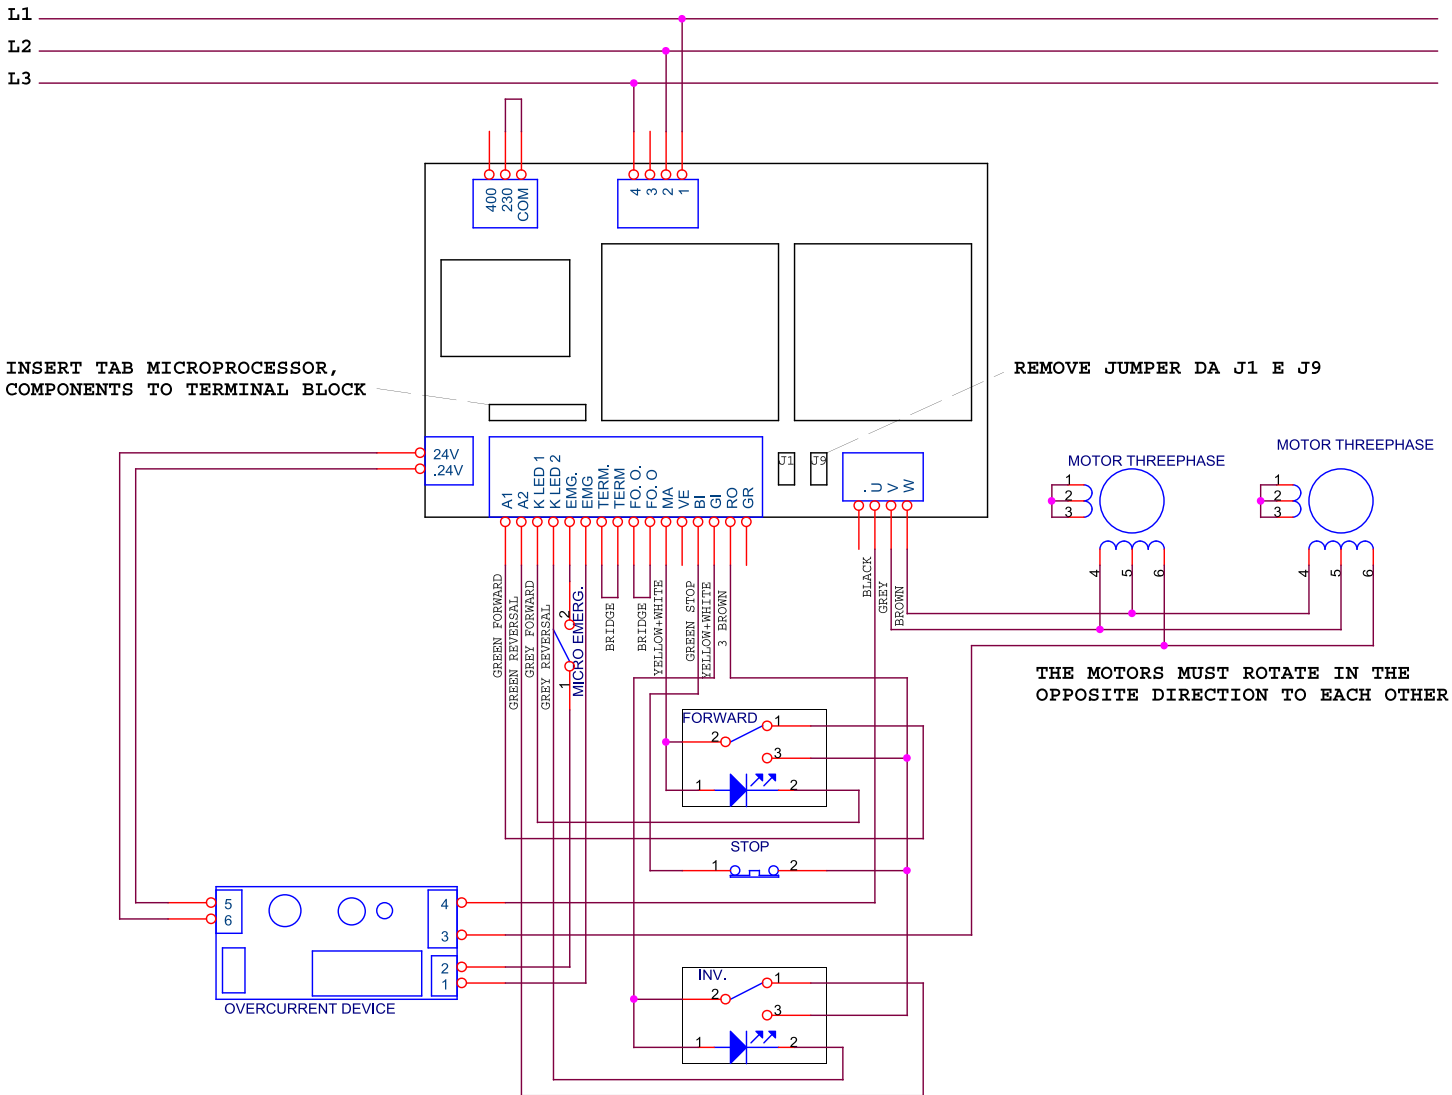 L1
L2
L3
400
230
COM
4
3
2
1
INSERT TAB MICROPROCESSOR,
COMPONENTS TO TERMINAL BLOCK
REMOVE JUMPER DA J1 E J9
24V
.24V
A1
A2
K LED 1
K LED 2
EMG.
EMG
TERM.
TERM
FO. O.
FO. O
MA
VE
BI
GI
RO
GR
J1
J9
.
U
V
W
MOTOR THREEPHASE
1
2
3
4
5
6
MOTOR THREEPHASE
1
2
3
4
5
6
GREEN FORWARD
GREEN REVERSAL
GREY FORWARD
GREY REVERSAL
2
1
MICRO EMERG.
BRIDGE
BRIDGE
YELLOW+WHITE
GREEN STOP
YELLOW+WHITE
3 BROWN
BLACK
GREY
BROWN
THE MOTORS MUST ROTATE IN THE
OPPOSITE DIRECTION TO EACH OTHER
FORWARD
1
2
3
1
2
STOP
1
2
5
6
4
3
2
1
OVERCURRENT DEVICE
INV.
1
2
3
1
2